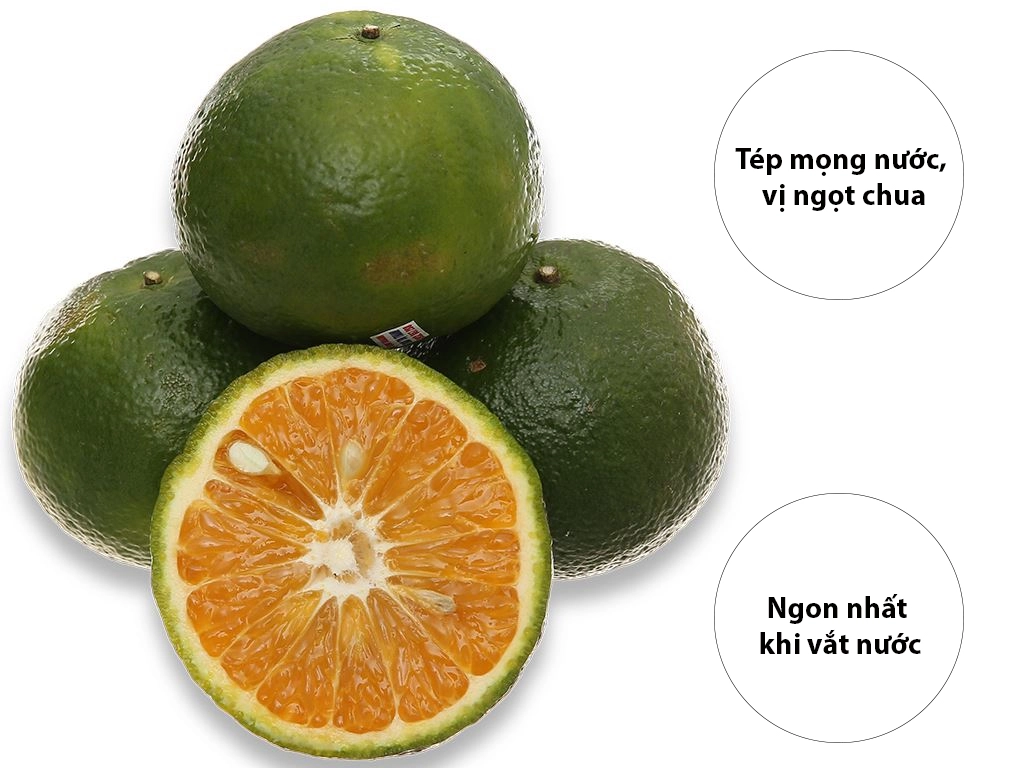 Tép mọng nước,
vị ngọt chua
Ngon nhất
khi vắt nước